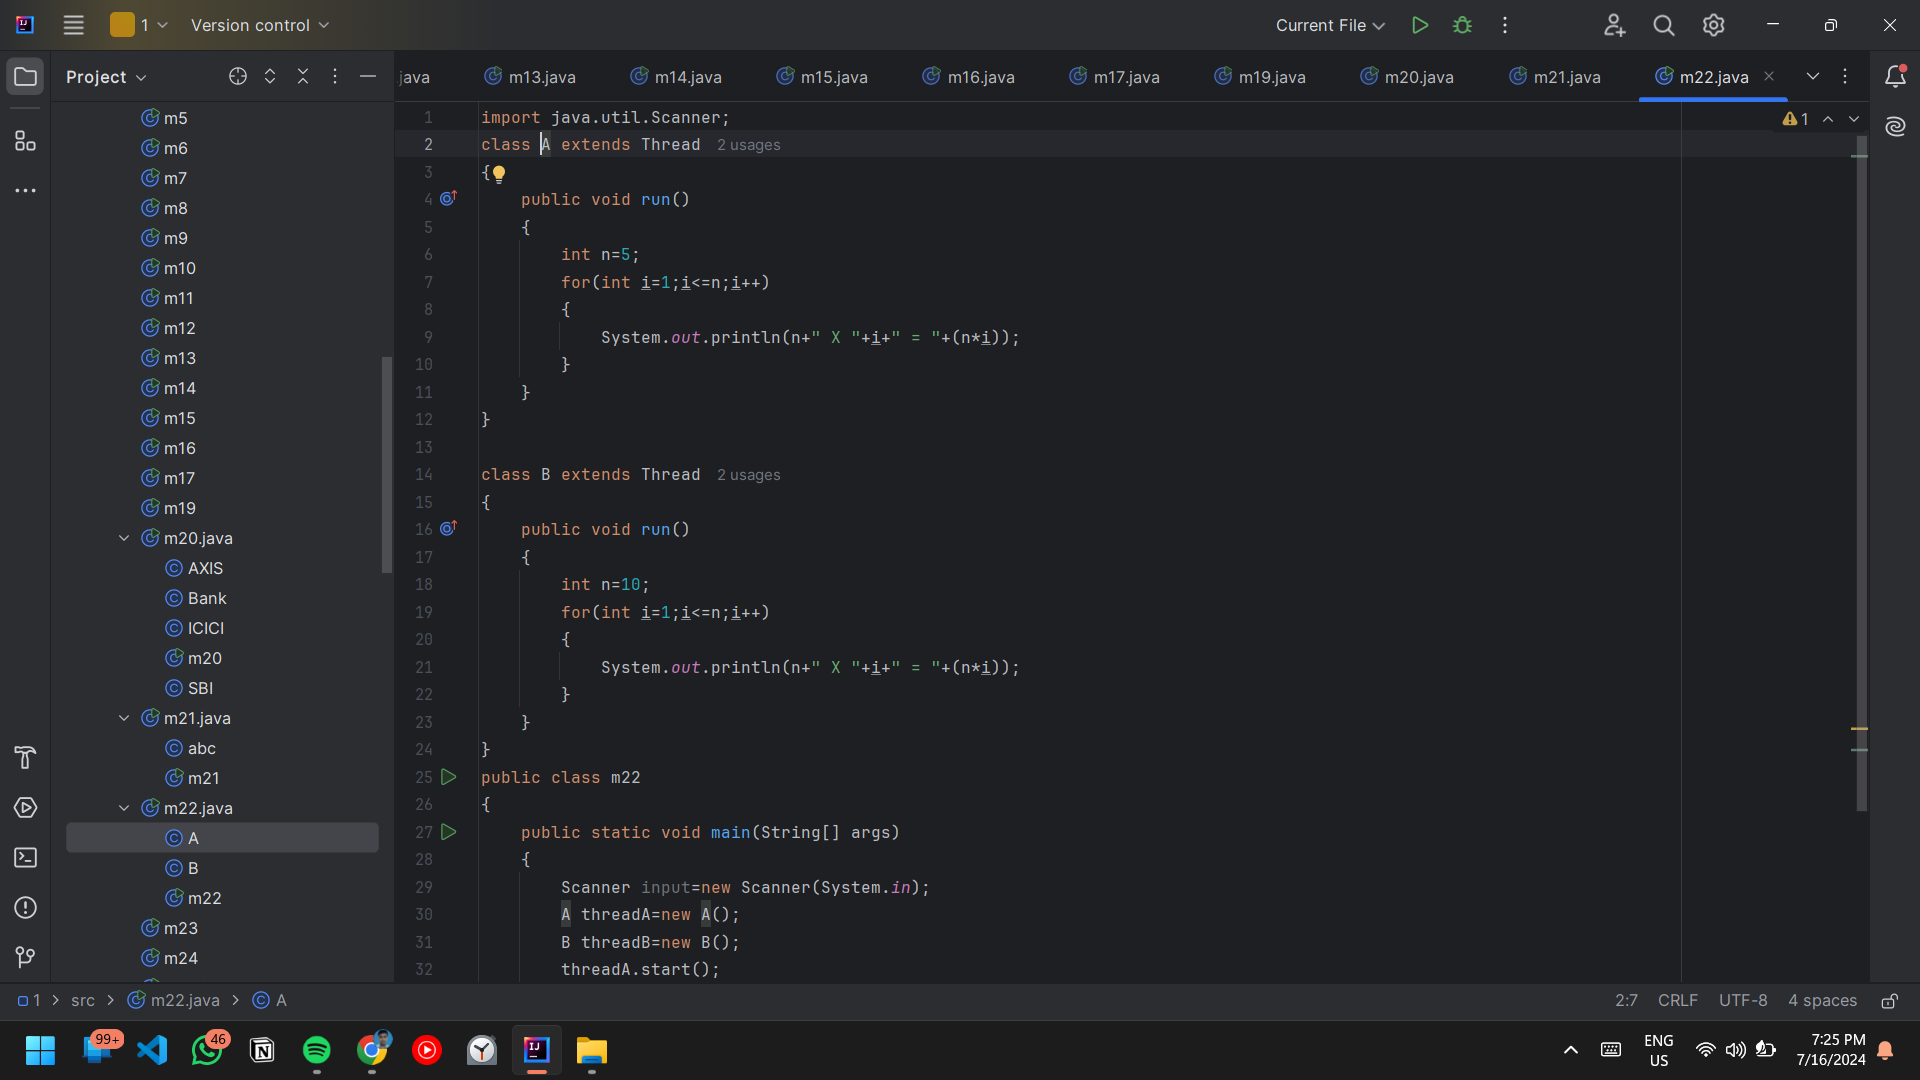 1
Version control
Current File
Project
.java
m13.java
m14.java
m15.java
m16.java
m17.java
m19.java
m20.java
m21.java
m22.java
m5
m6
m7
m8
m9
m10
m11
m12
m13
m14
m15
m16
m17
m19
m20.java
AXIS
Bank
ICICI
m20
SBI
m21.java
abc
m21
m22.java
A
B
m22
m23
m24
1 import java.util.Scanner;
2 class A extends Thread 2 usages
3 {
4 public void run()
5 {
6 int n=5;
7 for(int i=1;i<=n;i++)
8 {
9 System.out.println(n+" X "+i+" = "+(n*i));
10 }
11 }
12 }
13
14 class B extends Thread 2 usages
15 {
16 public void run()
17 {
18 int n=10;
19 for(int i=1;i<=n;i++)
20 {
21 System.out.println(n+" X "+i+" = "+(n*i));
22 }
23 }
24 }
25 public class m22
26 {
27 public static void main(String[] args)
28 {
29 Scanner input=new Scanner(System.in);
30 A threadA=new A();
31 B threadB=new B();
32 threadA.start();
1
1 > src > m22.java > A
2:7 CRLF UTF-8 4 spaces
99+
46
ENG
US
7:25 PM
7/16/2024